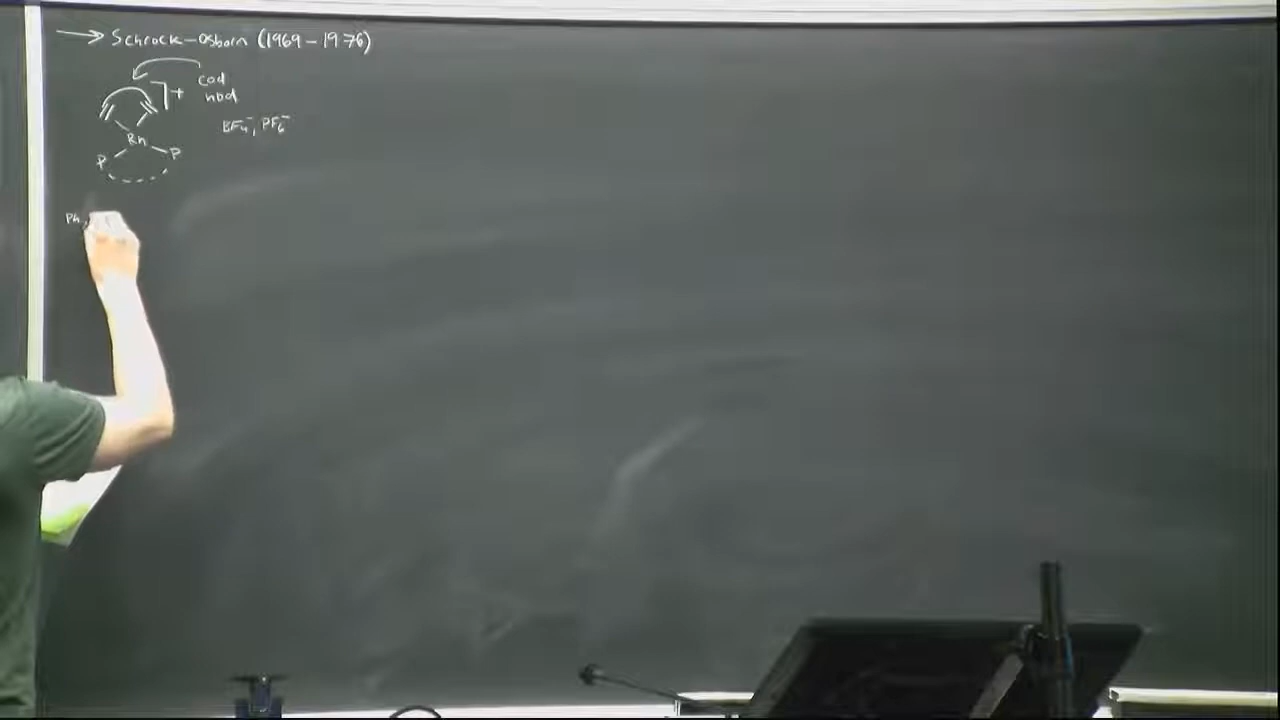 → Schrock-Osborn (1969-1976)
cod
]+
nbd
BF₄⁻, PF₆⁻
Rh
P P
Ph